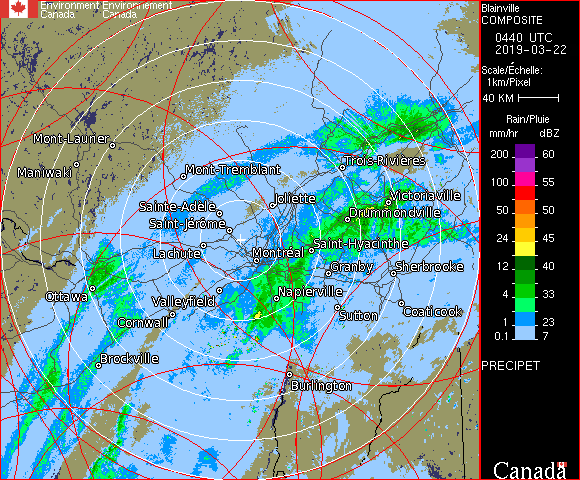 Environment Environnement
Canada Canada
Blainville
COMPOSITE
0440 UTC
2019-03-22
Scale/Échelle:
1km/Pixel
40 KM
Rain/Pluie
mm/hr dBZ
200 60
100 55
50 50
24 45
12 40
4 33
1 23
0.1 7
PRECIPET
Canada
Mont-Laurier
Maniwaki
Mont-Tremblant
Trois-Rivières
Sainte-Adèle
Joliette
Victoriaville
Drummondville
Saint-Jérôme
Lachute
Montréal
Saint-Hyacinthe
Granby
Sherbrooke
Ottawa
Valleyfield
Napierville
Cornwall
Sutton
Coaticook
Brockville
Burlington